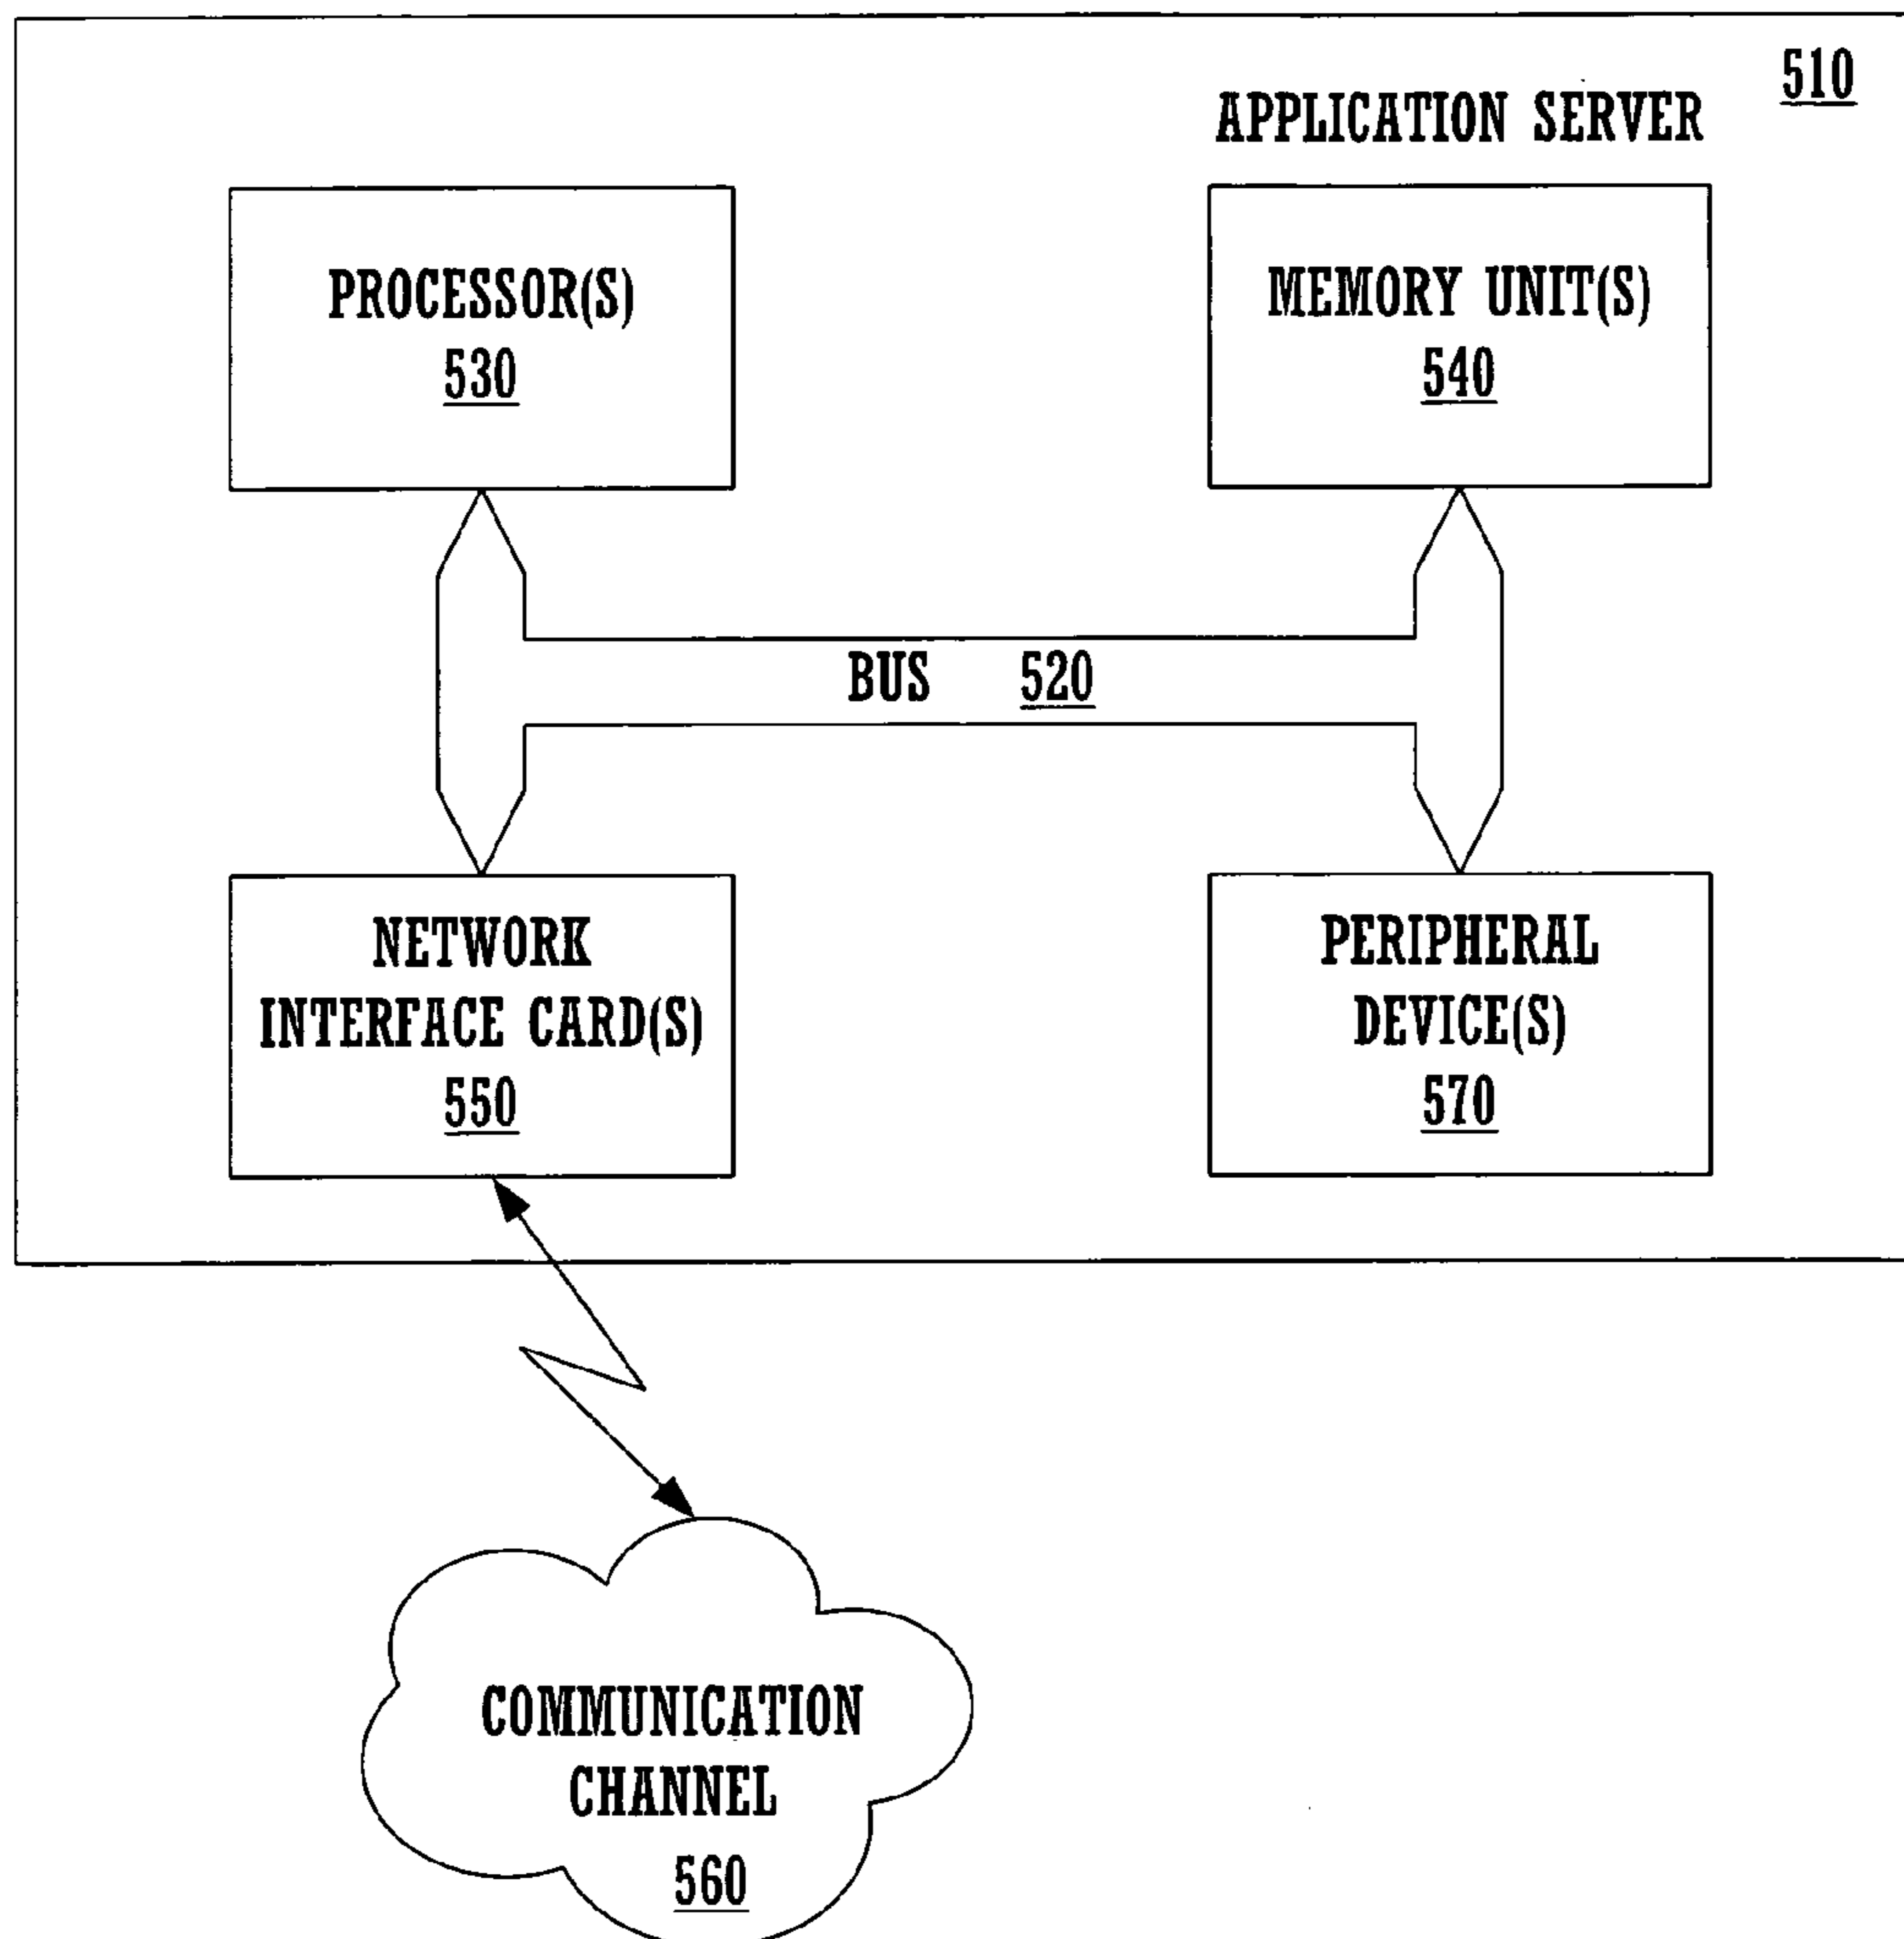 510
APPLICATION SERVER
PROCESSOR(S)
530
MEMORY UNIT(S)
540
BUS 520
NETWORK
INTERFACE CARD(S)
550
PERIPHERAL
DEVICE(S)
570
COMMUNICATION
CHANNEL
560